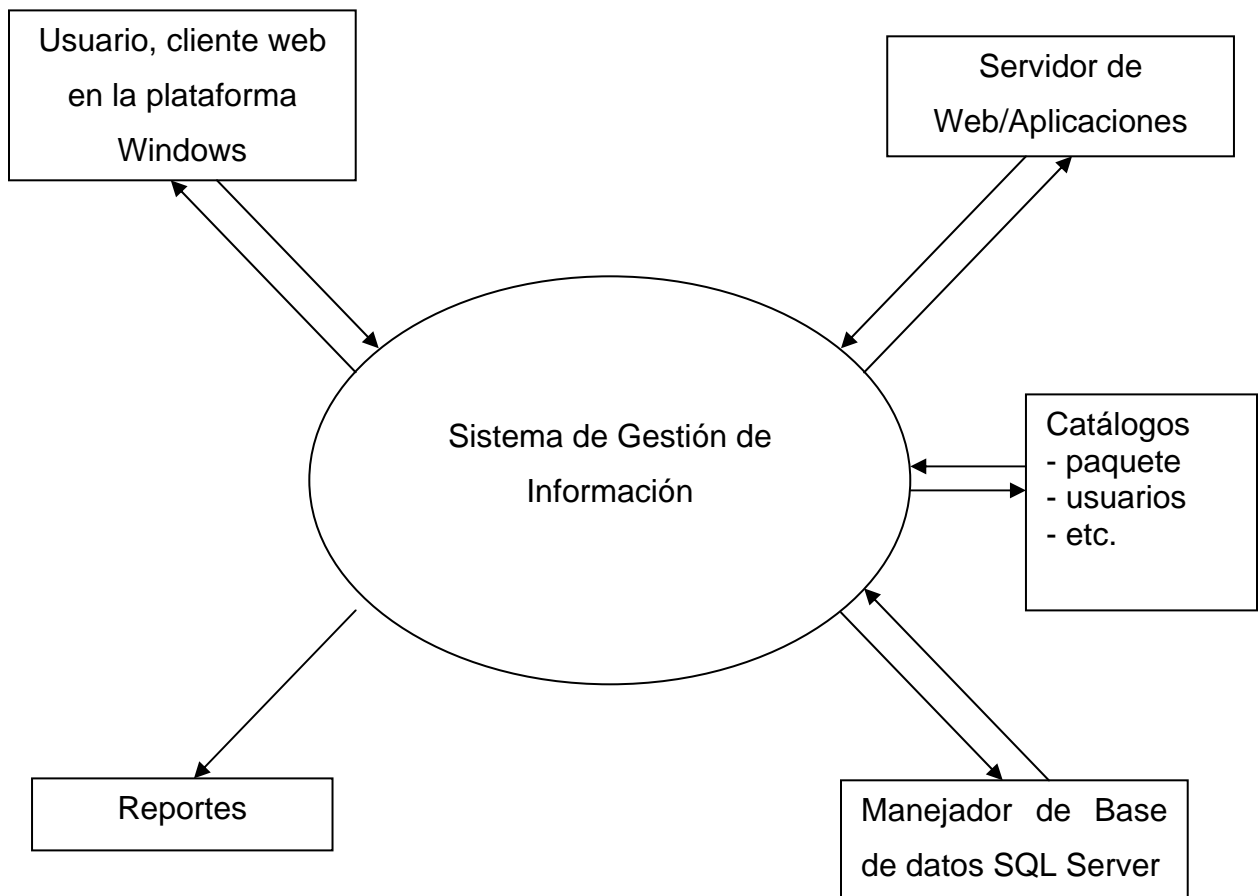 Usuario, cliente web
en la plataforma
Windows
Servidor de
Web/Aplicaciones
Sistema de Gestión de
Información
Catálogos
- paquete
- usuarios
- etc.
Reportes
Manejador de Base
de datos SQL Server